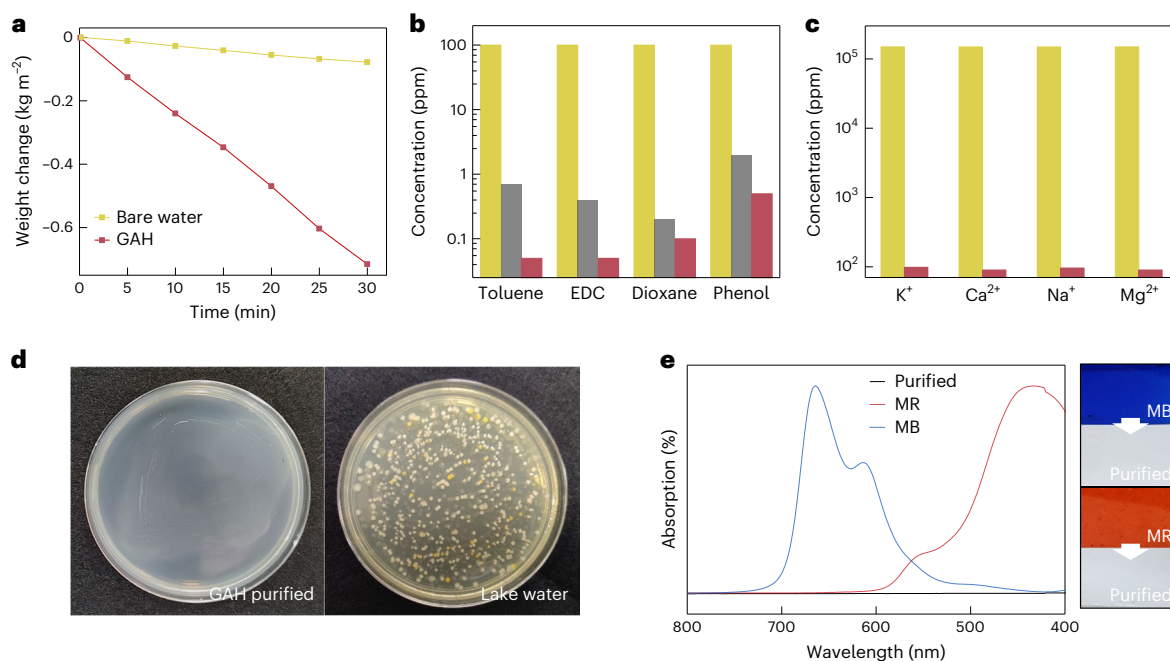 a
Weight change (kg m⁻²)
0
−0.2
−0.4
−0.6
Bare water
GAH
0
5
10
15
20
25
30
Time (min)
b
Concentration (ppm)
100
10
1
0.1
Toluene
EDC
Dioxane
Phenol
c
Concentration (ppm)
10⁵
10⁴
10³
10²
K⁺
Ca²⁺
Na⁺
Mg²⁺
d
GAH purified
Lake water
e
Absorption (%)
Purified
MR
MB
800
700
600
500
400
Wavelength (nm)
MB
Purified
MR
Purified